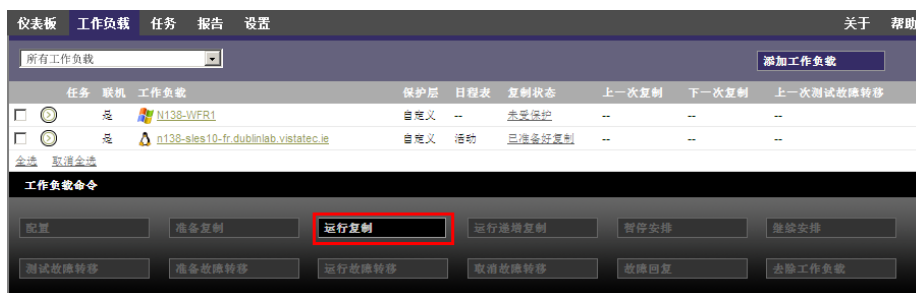 仪表板 工作负载 任务 报告 设置 关于 帮助
所有工作负载 添加工作负载
任务 联机 工作负载 保护层 日程表 复制状态 上一次复制 下一次复制 上一次测试故障转移
是 N138-WFR1 自定义 -- 未受保护 -- -- --
是 n138-sles10-fr.dublinlab.vistatec.ie 自定义 活动 已准备好复制 -- -- --
全选 取消全选
工作负载命令
配置 准备复制 运行复制 运行递增复制 暂停安排 继续安排
测试故障转移 准备故障转移 运行故障转移 取消故障转移 故障回复 去除工作负载